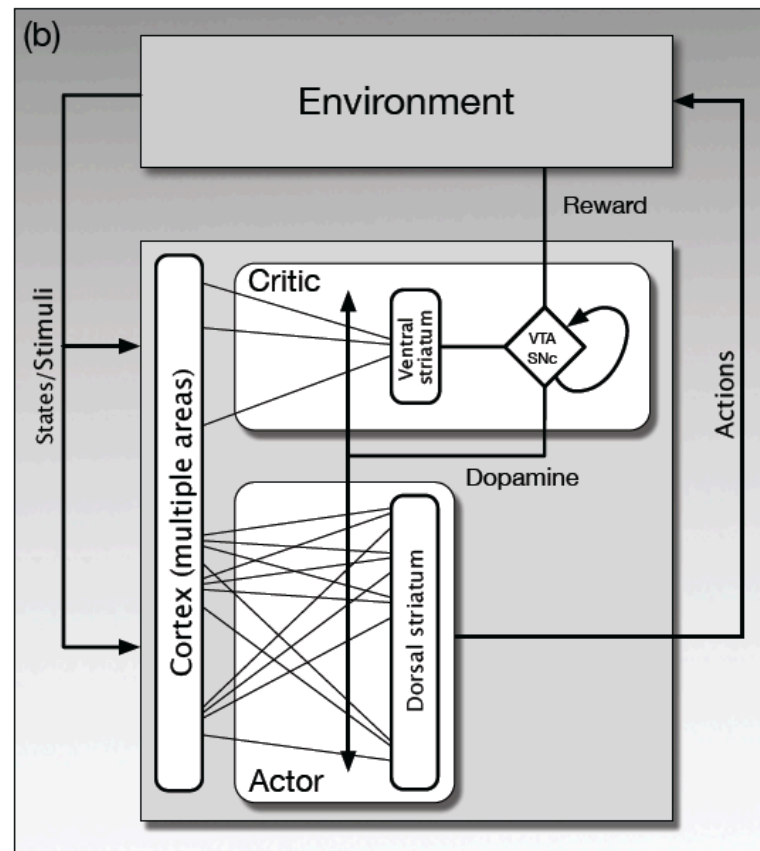 (b)
Environment
Reward
States/Stimuli
Critic
Ventral
striatum
VTA
SNc
Actions
Dopamine
Cortex (multiple areas)
Dorsal striatum
Actor